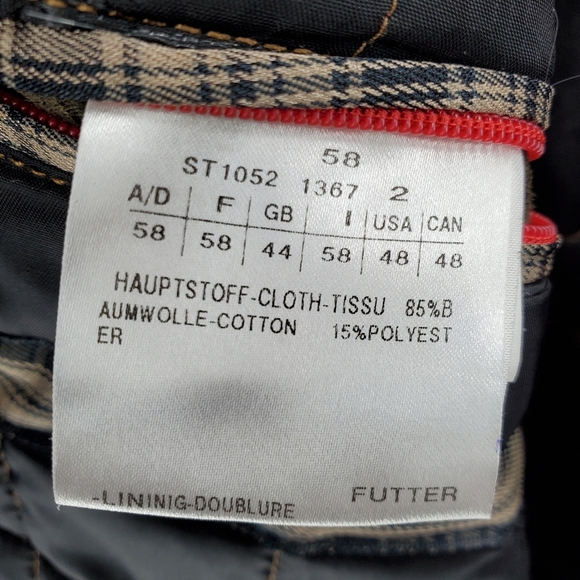 58
ST1052 1367 2
A/D F GB I USA CAN
58 58 44 58 48 48
HAUPTSTOFF-CLOTH-TISSU 85%B
AUMWOLLE-COTTON 15%POLYEST
ER
FUTTER
-LININIG-DOUBLURE